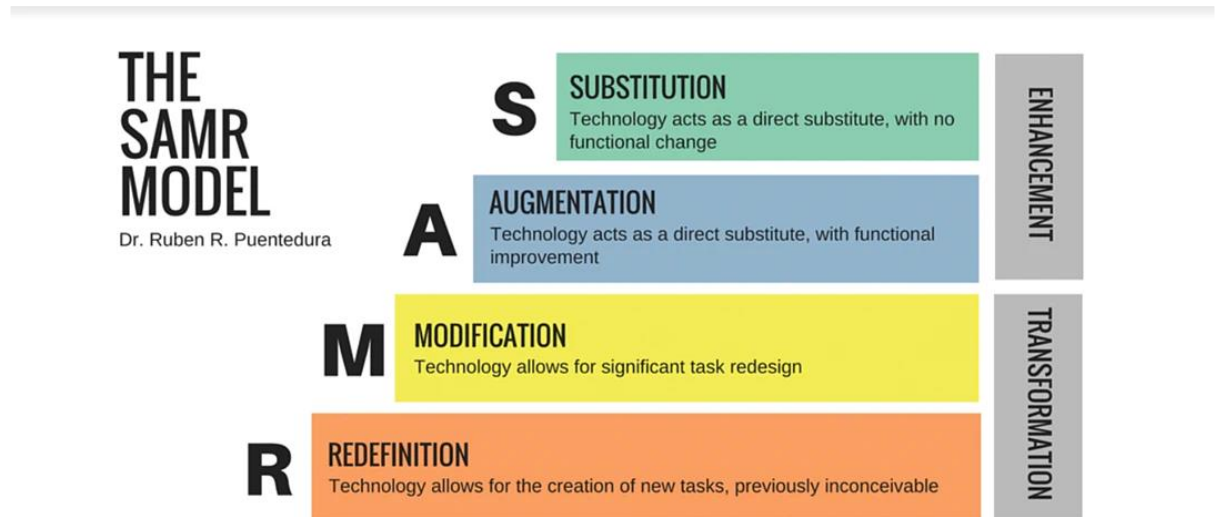 THE
SAMR
MODEL
Dr. Ruben R. Puentedura
S
SUBSTITUTION
Technology acts as a direct substitute, with no
functional change
A
AUGMENTATION
Technology acts as a direct substitute, with functional
improvement
ENHANCEMENT
M
MODIFICATION
Technology allows for significant task redesign
R
REDEFINITION
Technology allows for the creation of new tasks, previously inconceivable
TRANSFORMATION